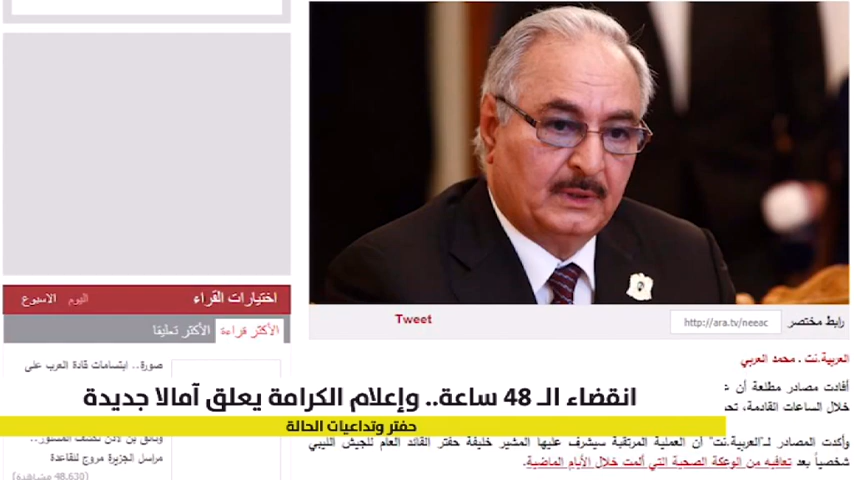 اختيارات القراء
اليوم
الاسبوع
الأكثر قراءة
الأكثر تعليقا
صورة.. ابتسامات قادة العرب على
مراسل الجزيرة مروج للقاعدة
(48,630 مشاهدة)
Tweet
http://ara.tv/neeac
رابط مختصر
العربية.نت ـ محمد العربي
أفادت مصادر مطلعة أن
خلال الساعات القادمة،
وأكدت المصادر لـ"العربية.نت" أن العملية المرتقبة سيشرف عليها المشير خليفة حفتر القائد العام للجيش الليبي
شخصياً بعد تعافيه من الوعكة الصحية التي ألمت خلال الأيام الماضية.
انقضاء الـ 48 ساعة.. وإعلام الكرامة يعلق آمالا جديدة
حفتر وتداعيات الحالة